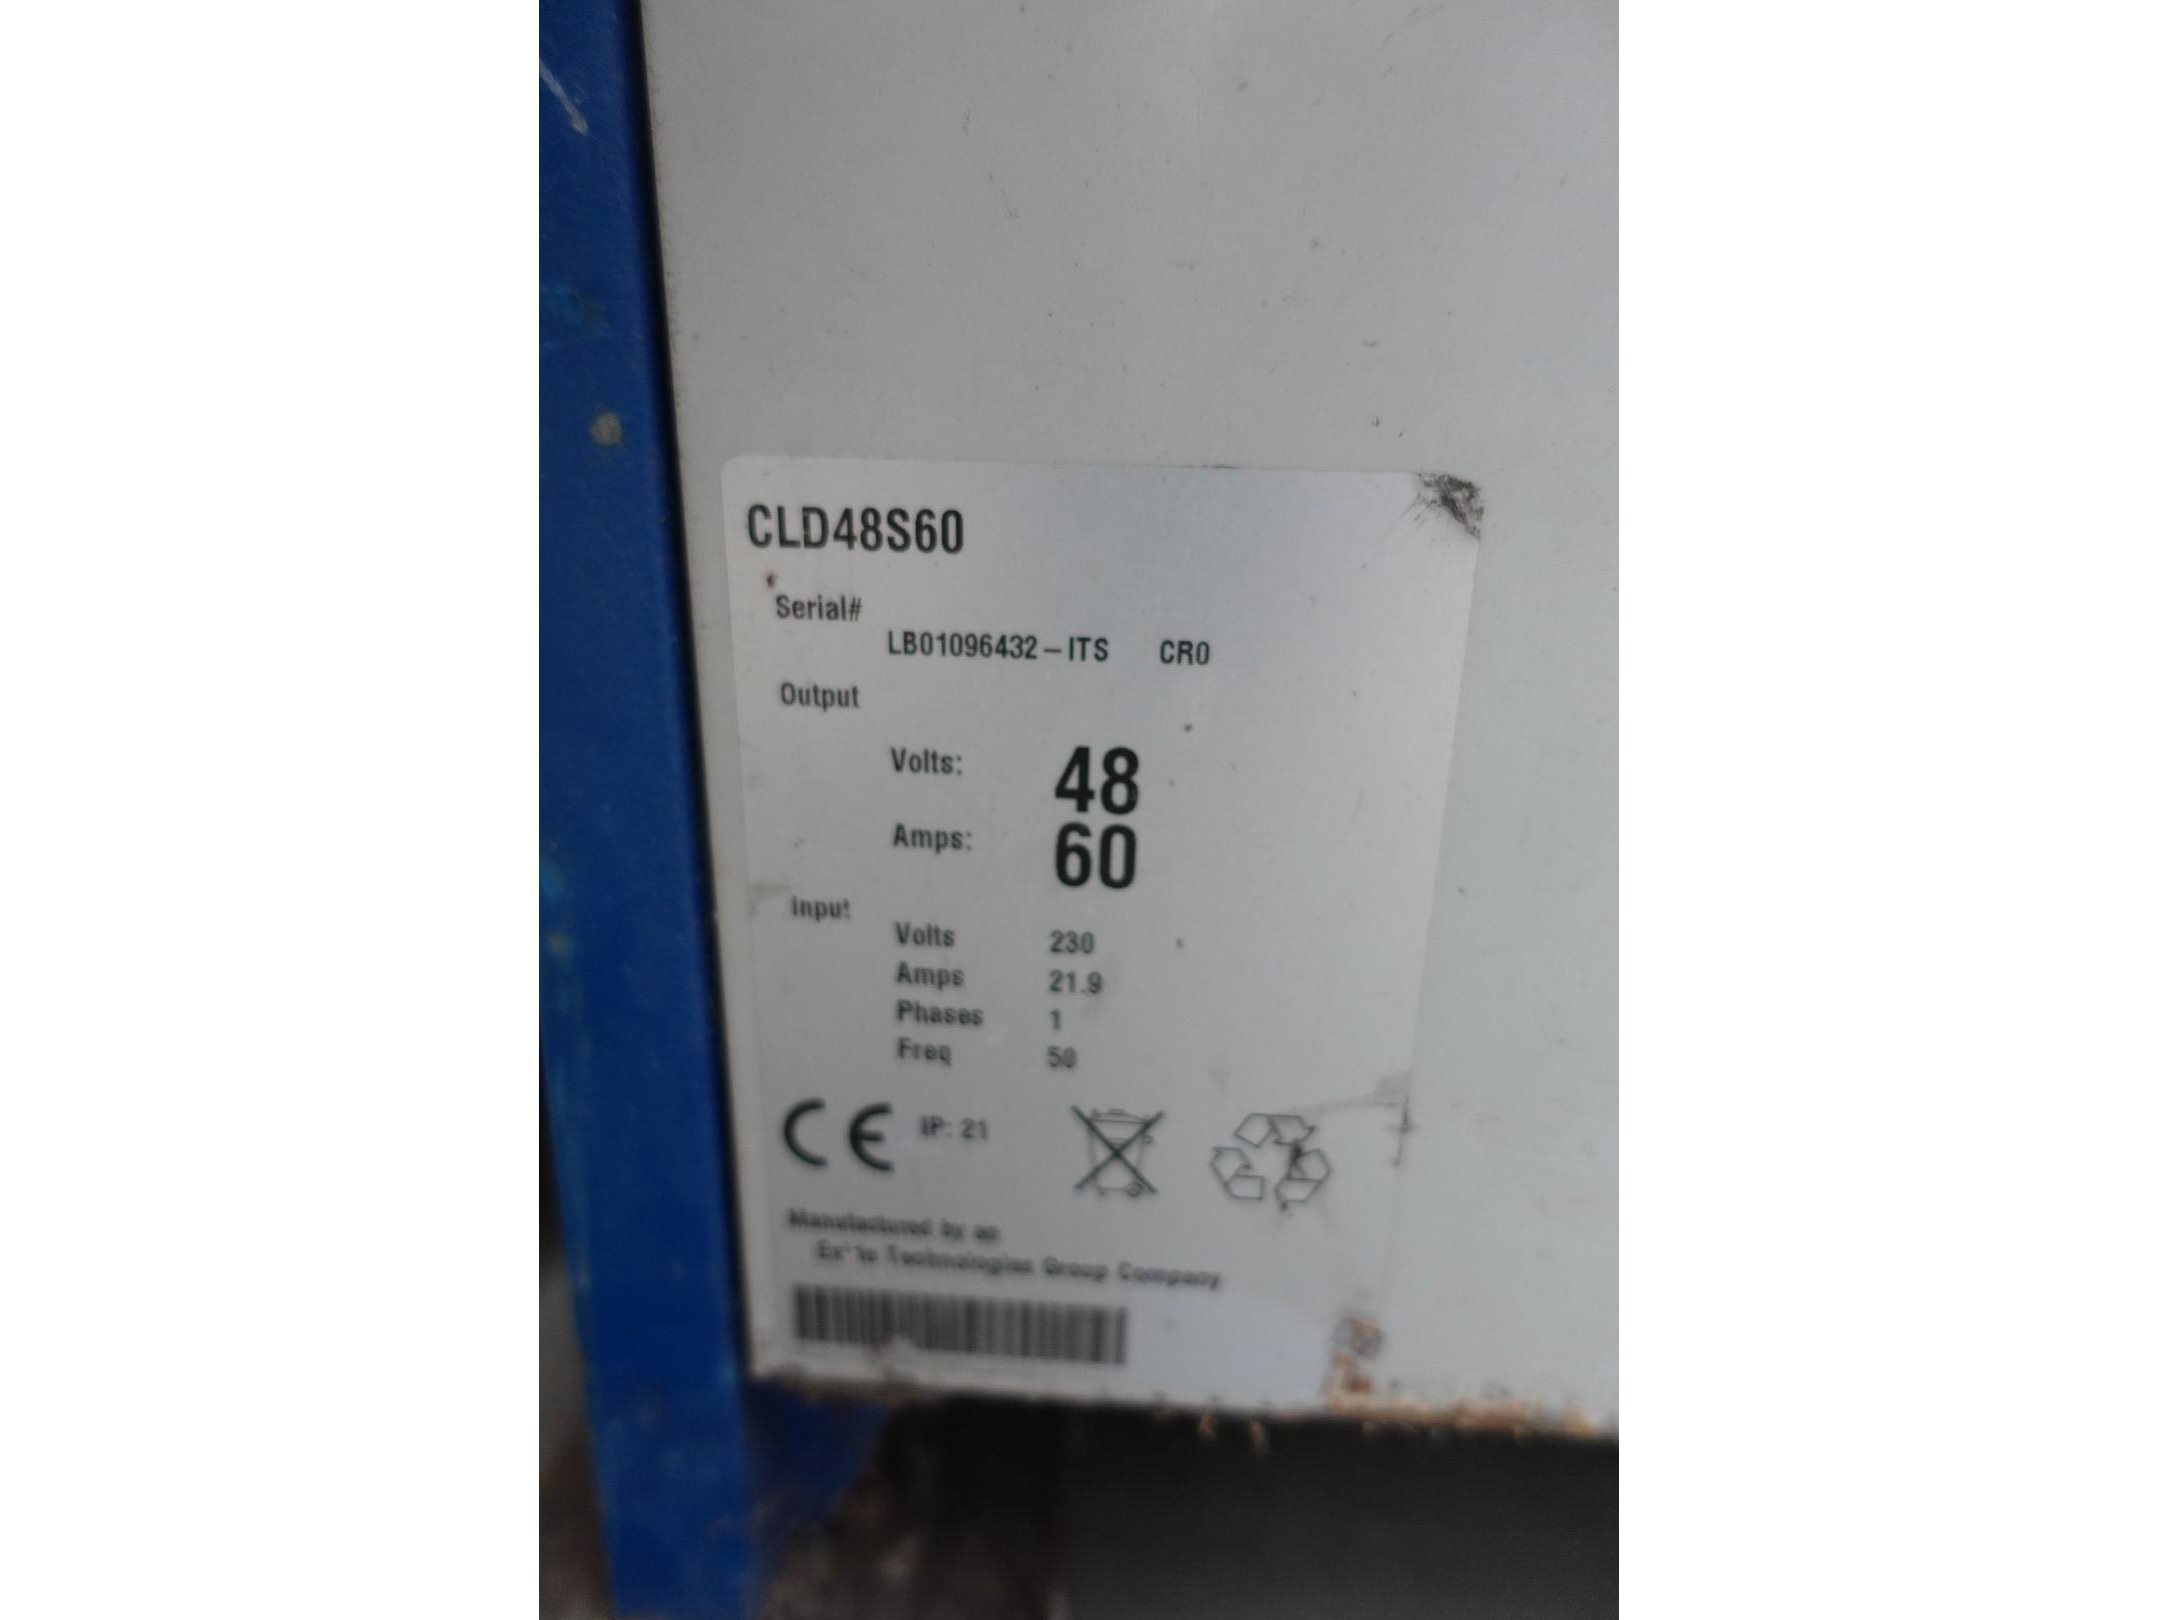 CLD48S60
Serial#
LB01096432-ITS CR0
Output
Volts: 48
Amps: 60
Input
Volts 230
Amps 21.9
Phases 1
Freq 50
CE IP: 21
Manufactured by an
Technologies Group Company